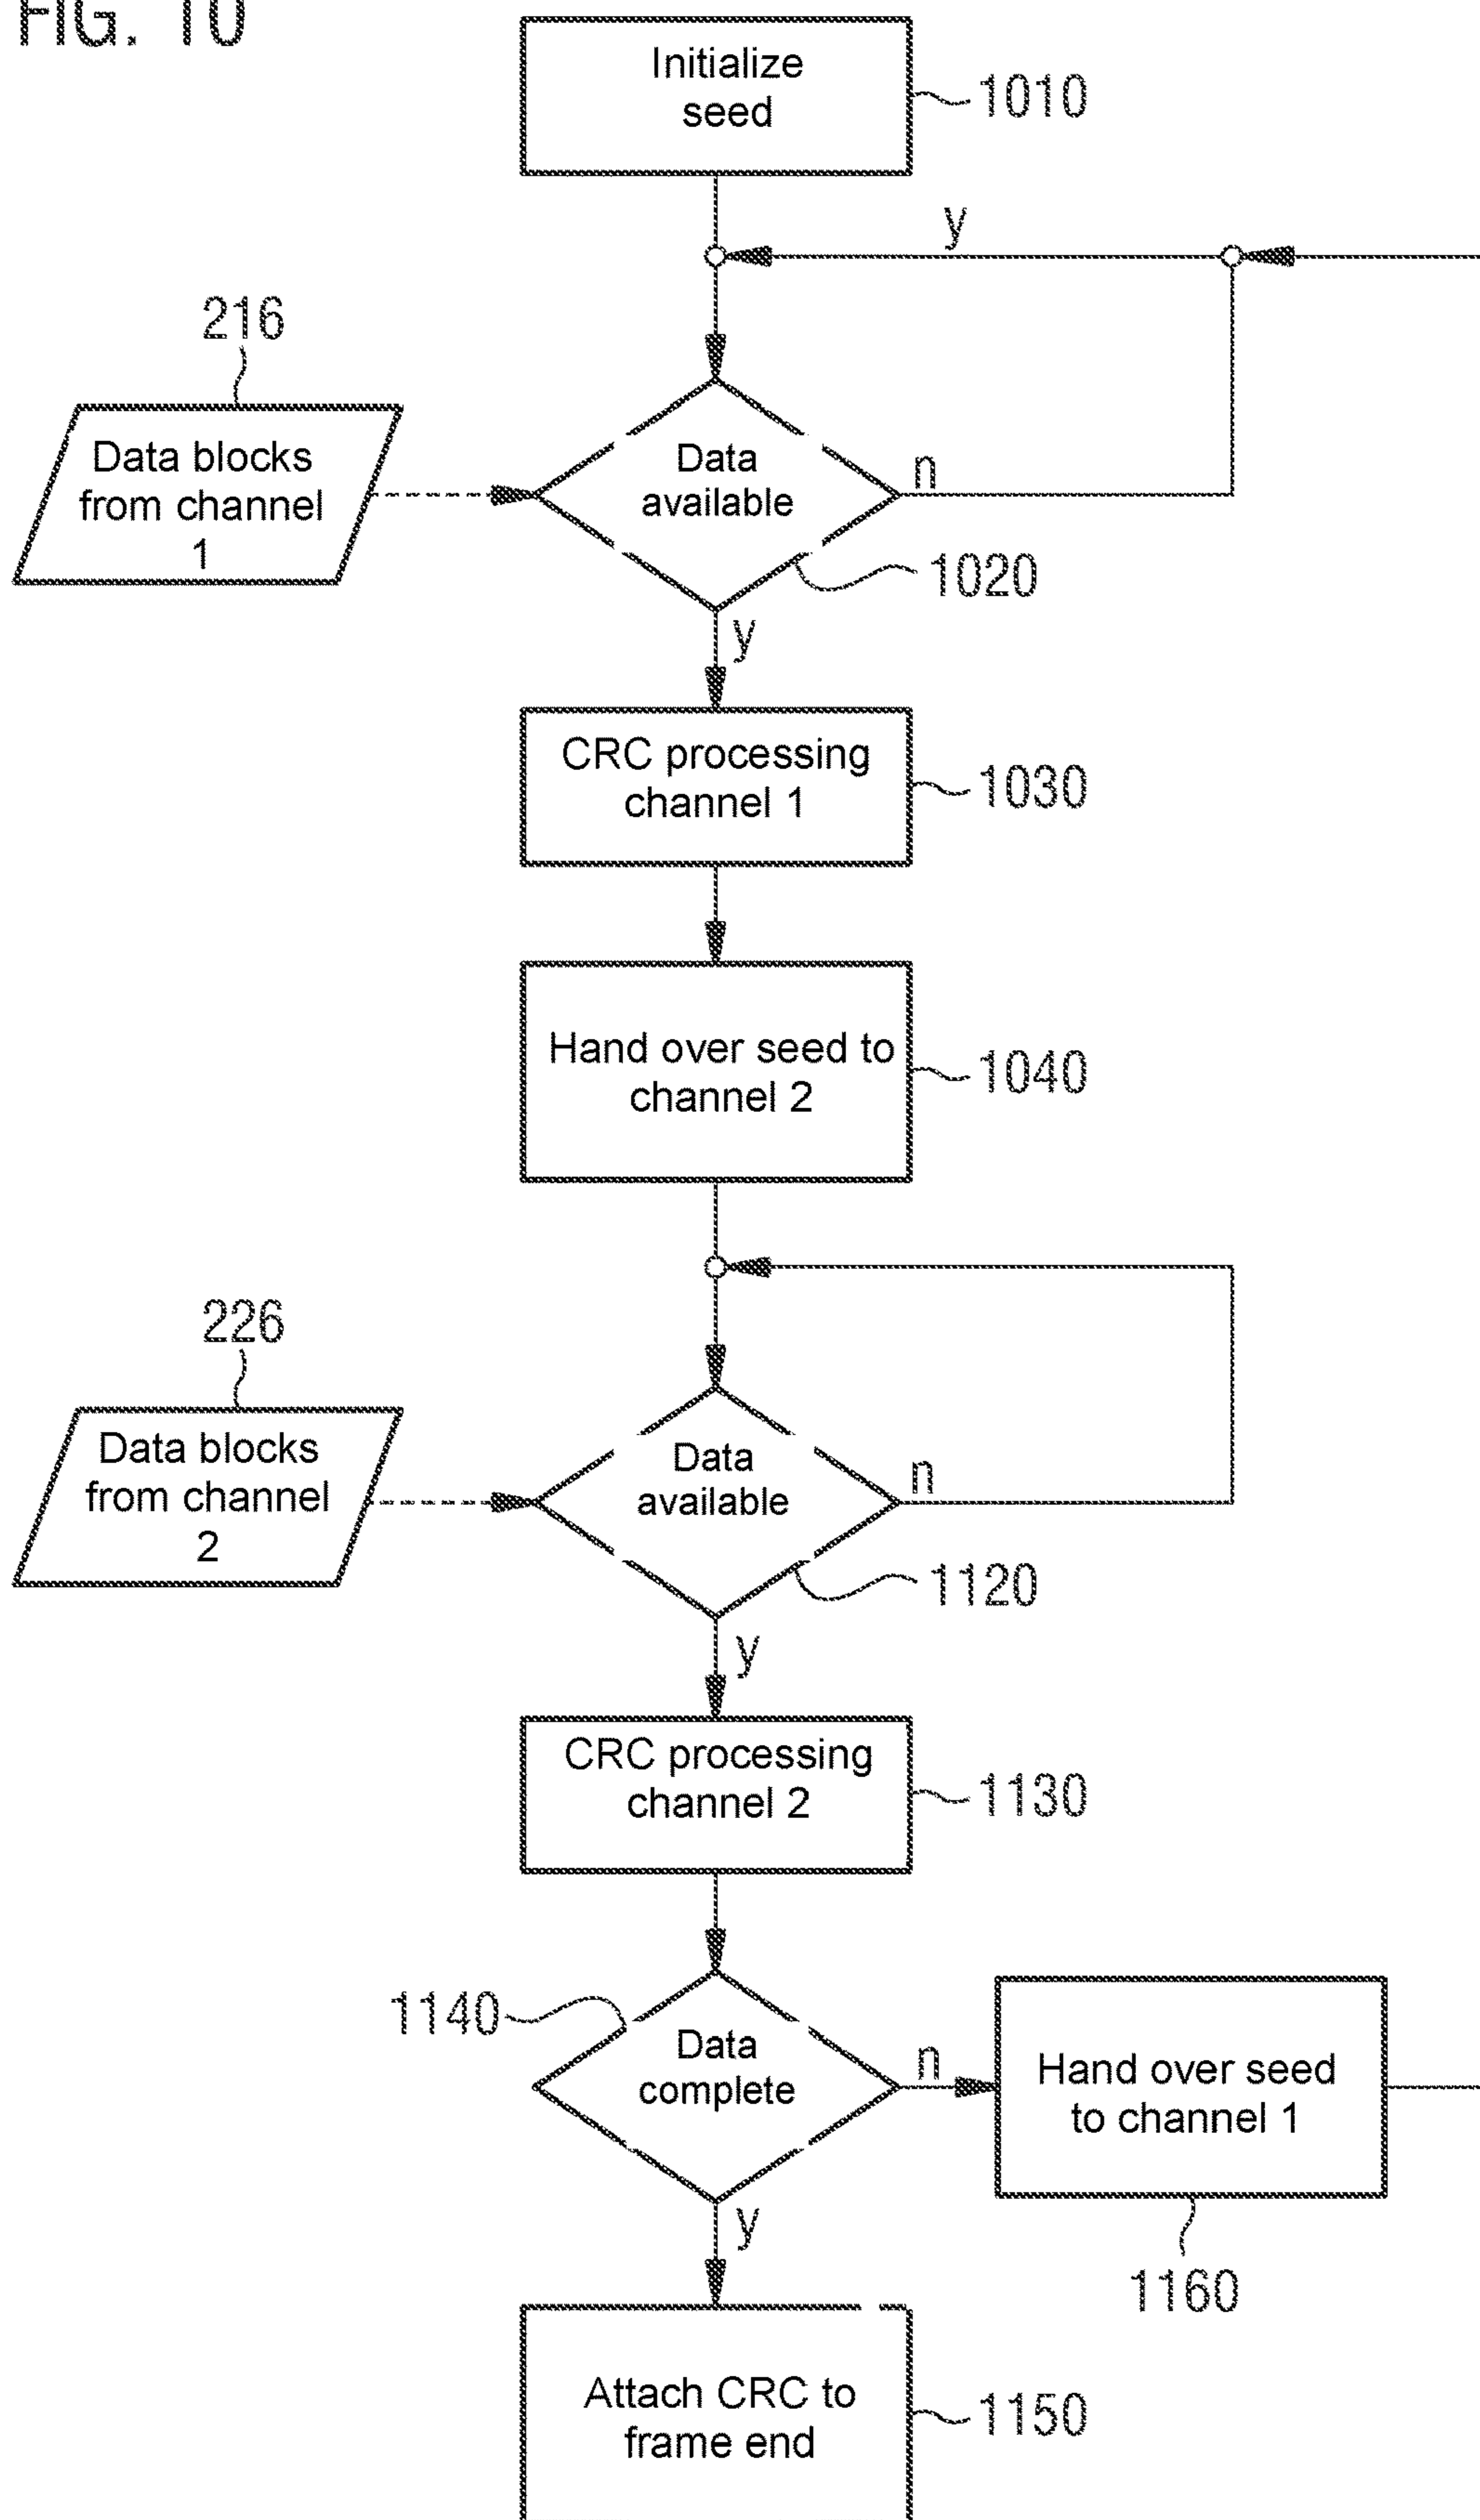 FIG. 10
Initialize
seed
1010
y
216
Data blocks
from channel
1
Data
available
n
1020
y
CRC processing
channel 1
1030
Hand over seed to
channel 2
1040
226
Data blocks
from channel
2
Data
available
n
1120
y
CRC processing
channel 2
1130
1140
Data
complete
n
Hand over seed
to channel 1
1160
y
Attach CRC to
frame end
1150